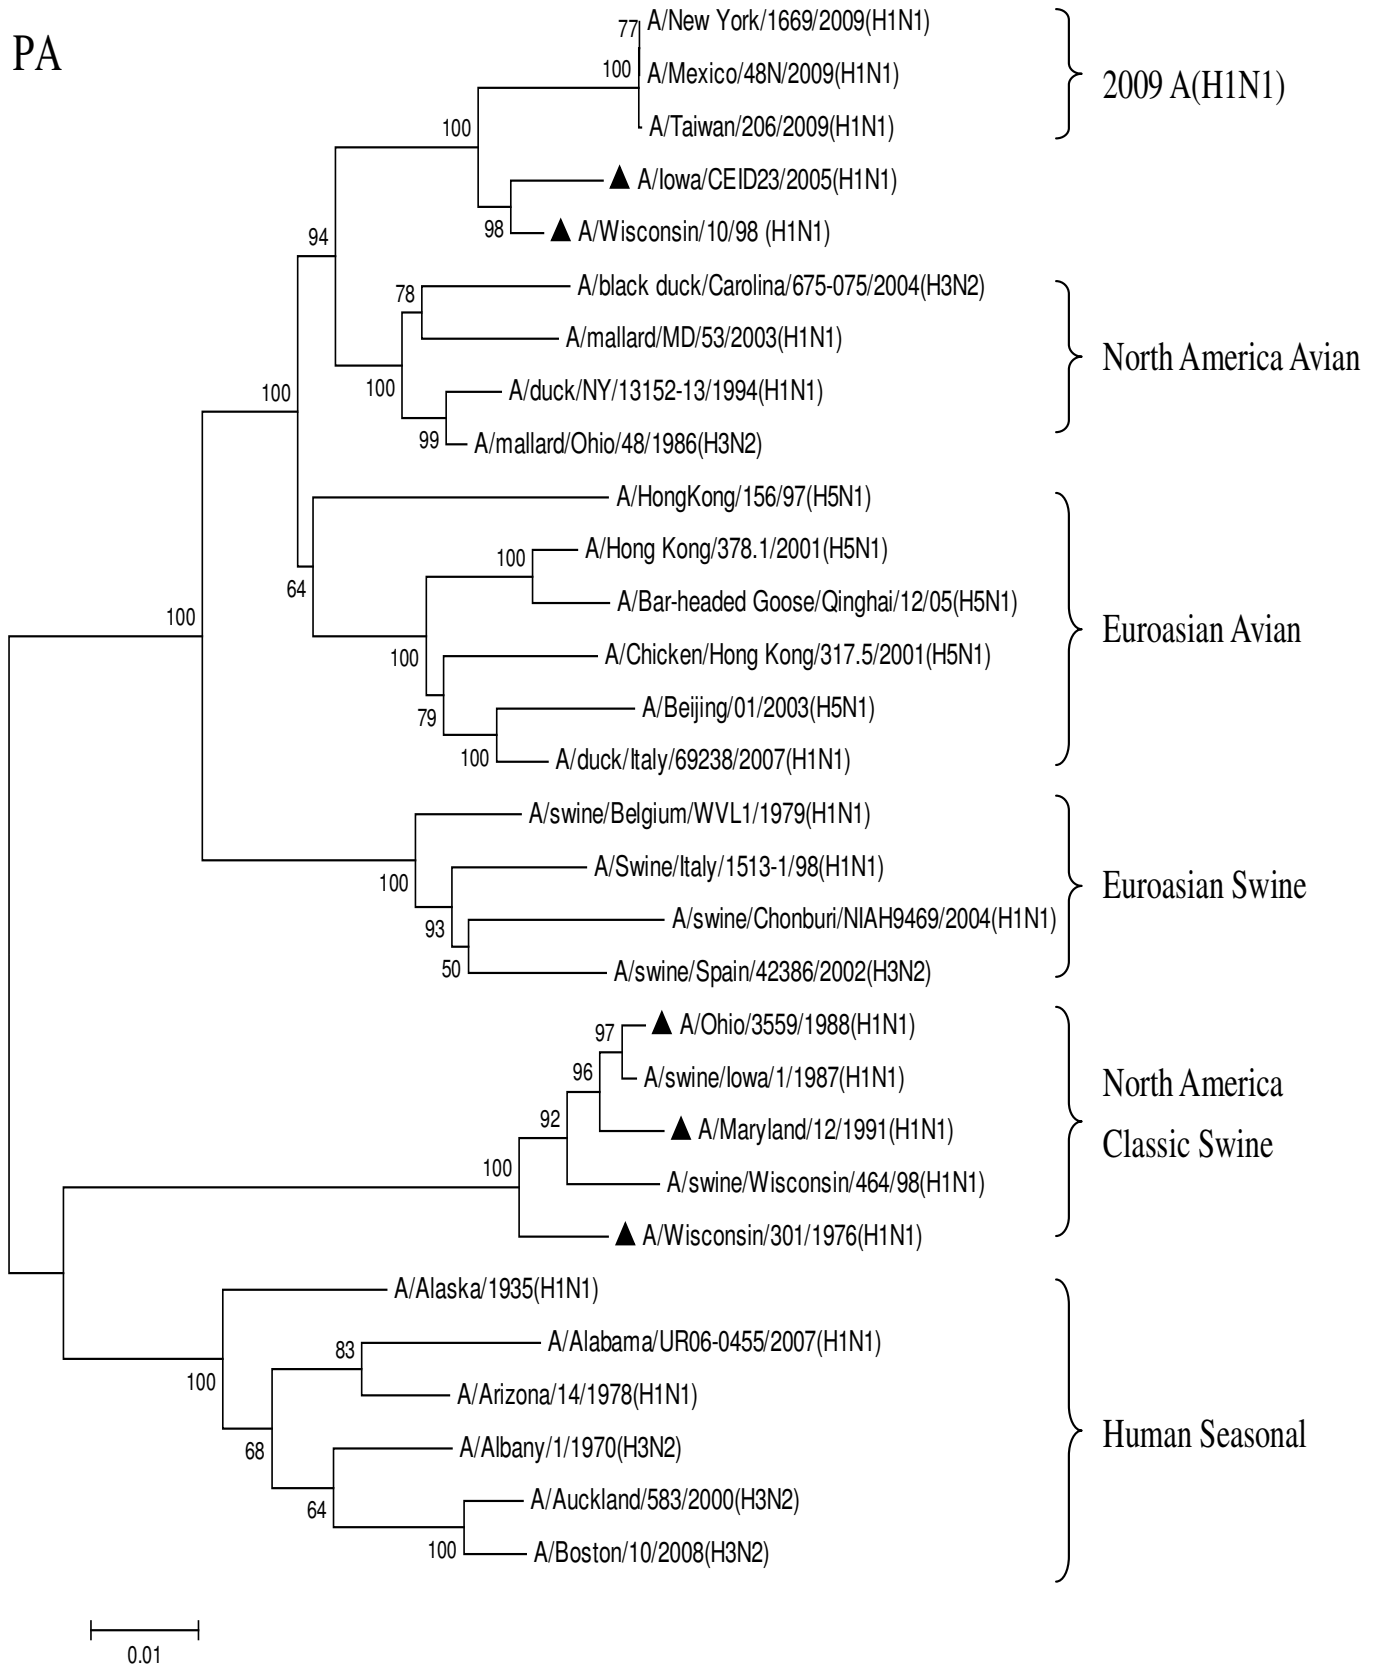 PA
77
A/New York/1669/2009(H1N1)
100
A/Mexico/48N/2009(H1N1)
2009 A(H1N1)
A/Taiwan/206/2009(H1N1)
100
A/Iowa/CEID23/2005(H1N1)
98
A/Wisconsin/10/98 (H1N1)
94
A/black duck/Carolina/675-075/2004(H3N2)
78
A/mallard/MD/53/2003(H1N1)
North America Avian
100
A/duck/NY/13152-13/1994(H1N1)
100
99
A/mallard/Ohio/48/1986(H3N2)
A/HongKong/156/97(H5N1)
A/Hong Kong/378.1/2001(H5N1)
100
64
A/Bar-headed Goose/Qinghai/12/05(H5N1)
100
Euroasian Avian
A/Chicken/Hong Kong/317.5/2001(H5N1)
100
A/Beijing/01/2003(H5N1)
79
A/duck/Italy/69238/2007(H1N1)
100
A/swine/Belgium/WVL1/1979(H1N1)
A/Swine/Italy/1513-1/98(H1N1)
100
Euroasian Swine
A/swine/Chonburi/NIAH9469/2004(H1N1)
93
A/swine/Spain/42386/2002(H3N2)
50
A/Ohio/3559/1988(H1N1)
97
A/swine/Iowa/1/1987(H1N1)
96
North America
Classic Swine
A/Maryland/12/1991(H1N1)
92
A/swine/Wisconsin/464/98(H1N1)
100
A/Wisconsin/301/1976(H1N1)
A/Alaska/1935(H1N1)
A/Alabama/UR06-0455/2007(H1N1)
83
100
A/Arizona/14/1978(H1N1)
Human Seasonal
68
A/Albany/1/1970(H3N2)
A/Auckland/583/2000(H3N2)
64
A/Boston/10/2008(H3N2)
100
0.01